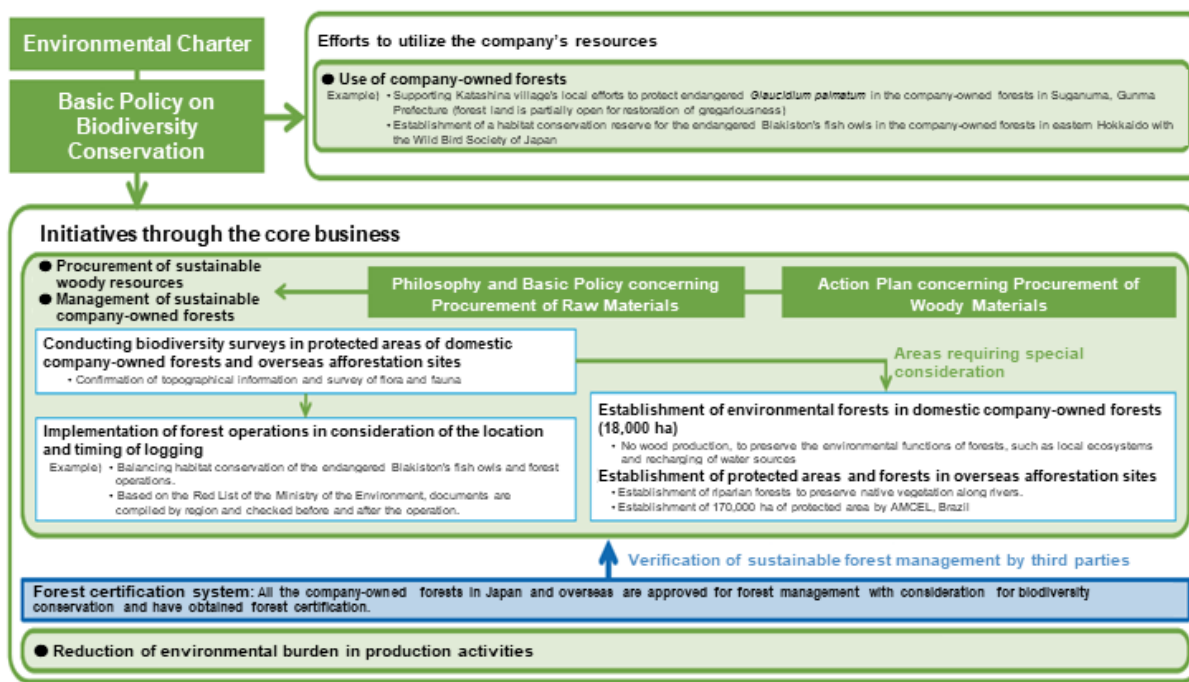 Environmental Charter
Basic Policy on
Biodiversity
Conservation
Efforts to utilize the company's resources
● Use of company-owned forests
Example) • Supporting Katashina village's local efforts to protect endangered Glaucidium palmatum in the company-owned forests in Suganuma, Gunma
Prefecture (forest land is partially open for restoration of gregariousness)
• Establishment of a habitat conservation reserve for the endangered Blakiston's fish owls in the company-owned forests in eastern Hokkaido with
the Wild Bird Society of Japan
Initiatives through the core business
● Procurement of sustainable
woody resources
● Management of sustainable
company-owned forests
Philosophy and Basic Policy concerning
Procurement of Raw Materials
Action Plan concerning Procurement of
Woody Materials
Conducting biodiversity surveys in protected areas of domestic
company-owned forests and overseas afforestation sites
• Confirmation of topographical information and survey of flora and fauna
Areas requiring special
consideration
Implementation of forest operations in consideration of the location
and timing of logging
Example) • Balancing habitat conservation of the endangered Blakiston's fish owls and forest
operations.
• Based on the Red List of the Ministry of the Environment, documents are
compiled by region and checked before and after the operation.
Establishment of environmental forests in domestic company-owned forests
(18,000 ha)
• No wood production, to preserve the environmental functions of forests, such as local ecosystems
and recharging of water sources
Establishment of protected areas and forests in overseas afforestation sites
• Establishment of riparian forests to preserve native vegetation along rivers.
• Establishment of 170,000 ha of protected area by AMCEL, Brazil
Verification of sustainable forest management by third parties
Forest certification system: All the company-owned forests in Japan and overseas are approved for forest management with consideration for biodiversity
conservation and have obtained forest certification.
● Reduction of environmental burden in production activities